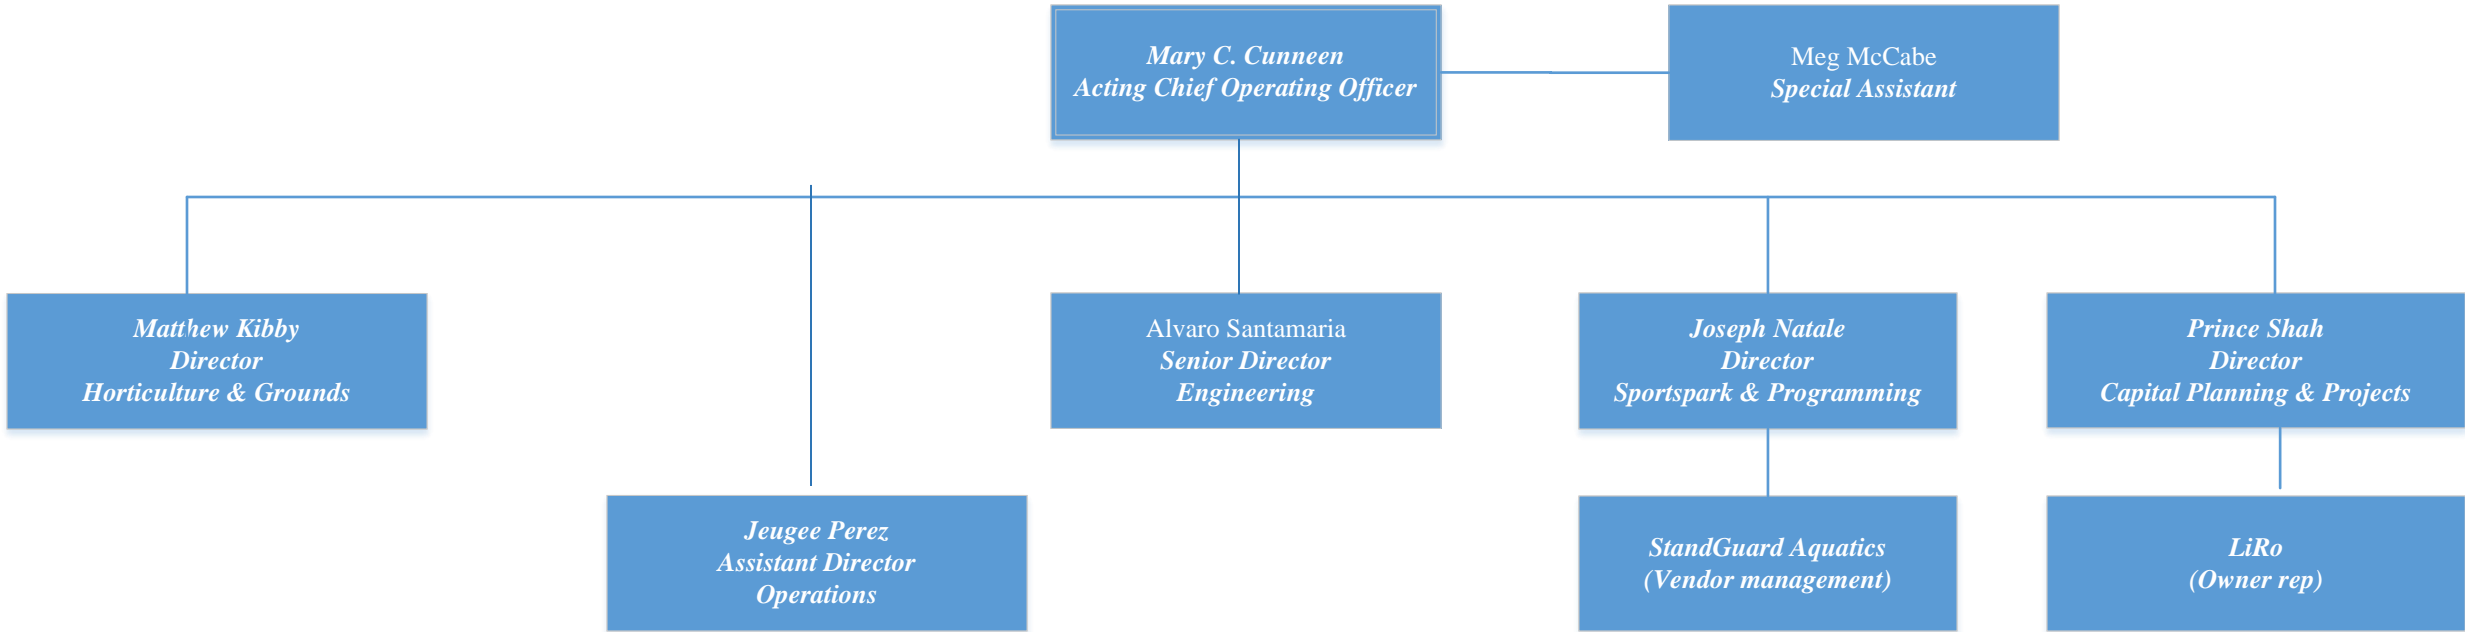 Mary C. Cunneen
Acting Chief Operating Officer
Meg McCabe
Special Assistant
Matthew Kibby
Director
Horticulture & Grounds
Alvaro Santamaria
Senior Director
Engineering
Joseph Natale
Director
Sportspark & Programming
Prince Shah
Director
Capital Planning & Projects
Jeugee Perez
Assistant Director
Operations
StandGuard Aquatics
(Vendor management)
LiRo
(Owner rep)